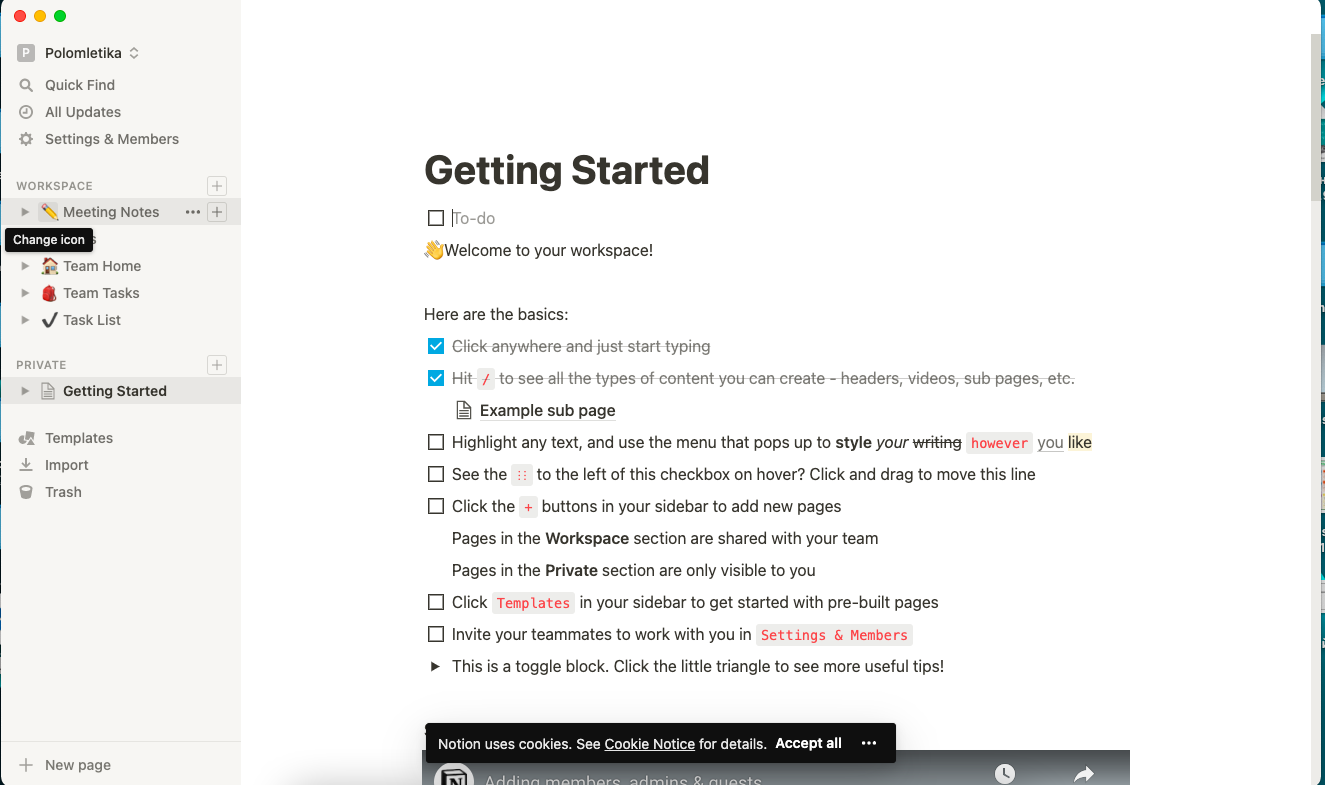 P Polomletika
Quick Find
All Updates
Settings & Members
WORKSPACE
Meeting Notes
Change icon
Team Home
Team Tasks
Task List
PRIVATE
Getting Started
Templates
Import
Trash
New page
Getting Started
To-do
👋Welcome to your workspace!
Here are the basics:
Click anywhere and just start typing
Hit / to see all the types of content you can create - headers, videos, sub pages, etc.
Example sub page
Highlight any text, and use the menu that pops up to style your writing however you like
See the ⋮⋮ to the left of this checkbox on hover? Click and drag to move this line
Click the + buttons in your sidebar to add new pages
Pages in the Workspace section are shared with your team
Pages in the Private section are only visible to you
Click Templates in your sidebar to get started with pre-built pages
Invite your teammates to work with you in Settings & Members
This is a toggle block. Click the little triangle to see more useful tips!
Notion uses cookies. See Cookie Notice for details. Accept all
Adding members, admins & guests